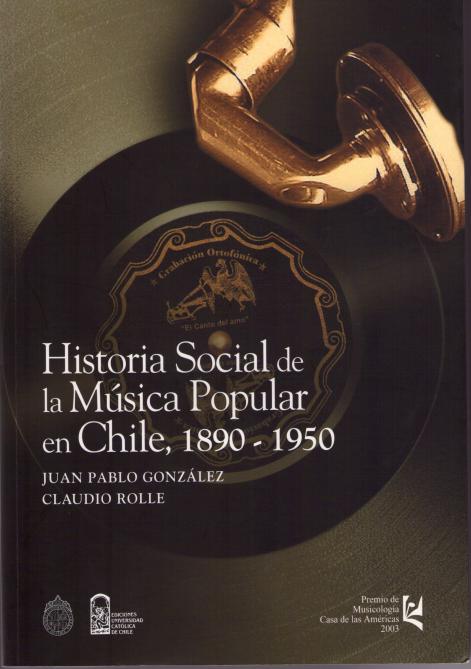 Grabación Ortofónica
"El Canto del amo"
Historia Social de
la Música Popular
en Chile, 1890 - 1950
JUAN PABLO GONZÁLEZ
CLAUDIO ROLLE
EDICIONES
UNIVERSIDAD
CATÓLICA
DE CHILE
Premio de
Musicología
Casa de las Américas
2003